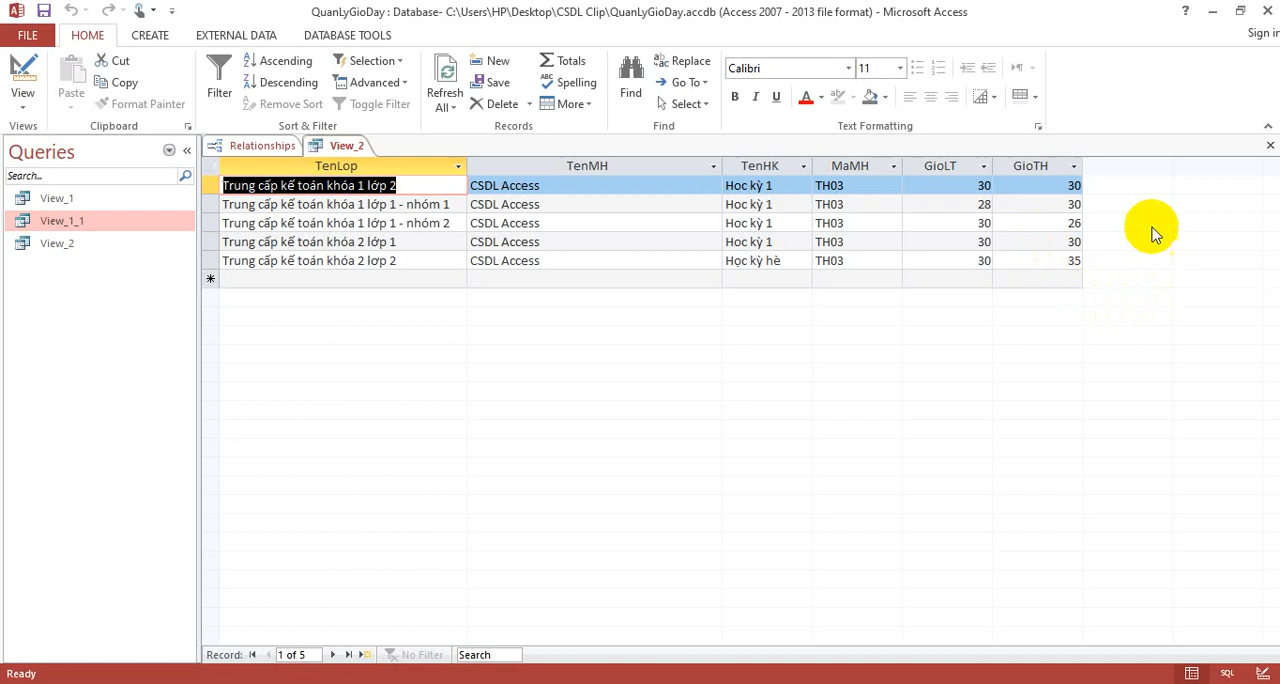 QuanLyGioDay : Database- C:\Users\HP\Desktop\CSDL Clip\QuanLyGioDay.accdb (Access 2007 - 2013 file format) - Microsoft Access
FILE HOME CREATE EXTERNAL DATA DATABASE TOOLS Sign in
View
Views
Paste
Cut
Copy
Format Painter
Clipboard
Filter
Ascending
Descending
Remove Sort
Selection
Advanced
Toggle Filter
Sort & Filter
Refresh All
New
Save
Delete
Totals
Spelling
More
Records
Find
Replace
Go To
Select
Find
Calibri 11
B I U A
Text Formatting
Queries
Search...
View_1
View_1_1
View_2
Relationships View_2
TenLop TenMH TenHK MaMH GioLT GioTH
Trung cấp kế toán khóa 1 lớp 2 CSDL Access Hoc kỳ 1 TH03 30 30
Trung cấp kế toán khóa 1 lớp 1 - nhóm 1 CSDL Access Hoc kỳ 1 TH03 28 30
Trung cấp kế toán khóa 1 lớp 1 - nhóm 2 CSDL Access Hoc kỳ 1 TH03 30 26
Trung cấp kế toán khóa 2 lớp 1 CSDL Access Hoc kỳ 1 TH03 30 30
Trung cấp kế toán khóa 2 lơp 2 CSDL Access Học kỳ hè TH03 30 35
Record: 1 of 5 No Filter Search
Ready SQL